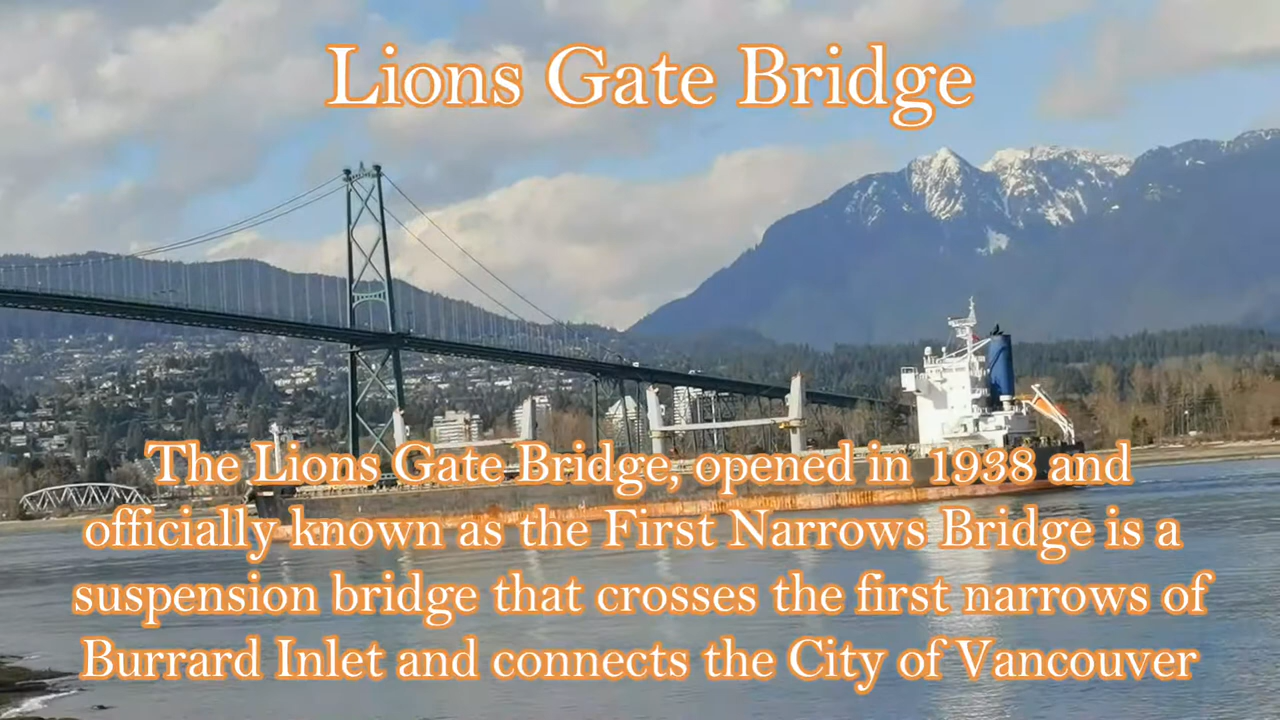 Lions Gate Bridge
The Lions Gate Bridge, opened in 1938 and
officially known as the First Narrows Bridge is a
suspension bridge that crosses the first narrows of
Burrard Inlet and connects the City of Vancouver